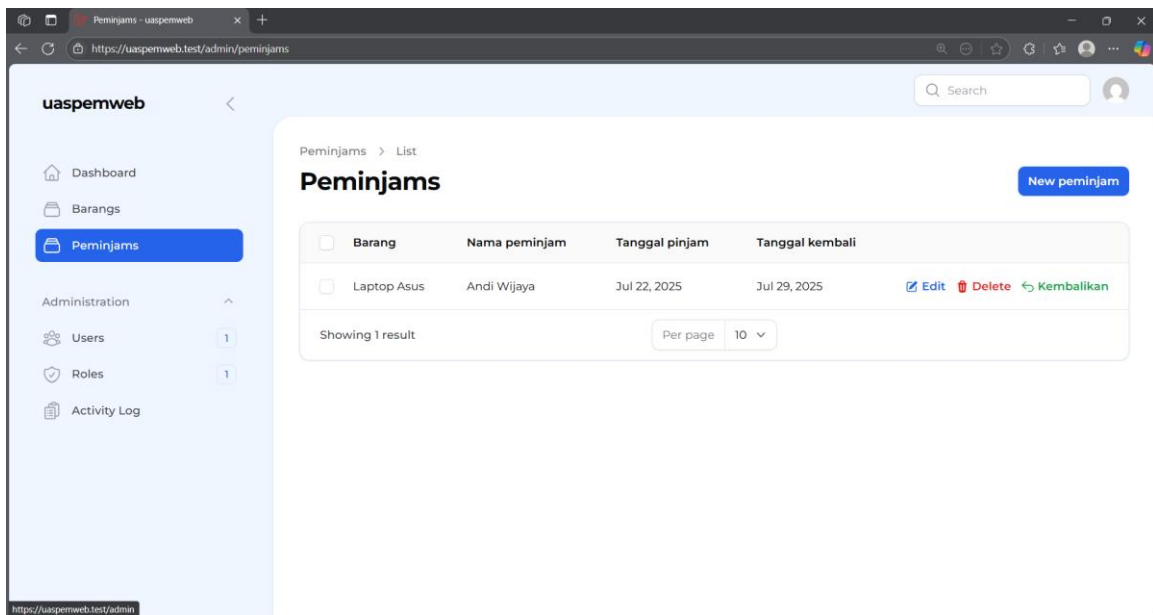 Peminjams - uaspemweb
https://uaspemweb.test/admin/peminjams
uaspemweb
Search
Dashboard
Barangs
Peminjams
Administration
Users 1
Roles 1
Activity Log
Peminjams > List
Peminjams
New peminjam
Barang Nama peminjam Tanggal pinjam Tanggal kembali
Laptop Asus Andi Wijaya Jul 22, 2025 Jul 29, 2025 Edit Delete Kembalikan
Showing 1 result Per page 10
https://uaspemweb.test/admin